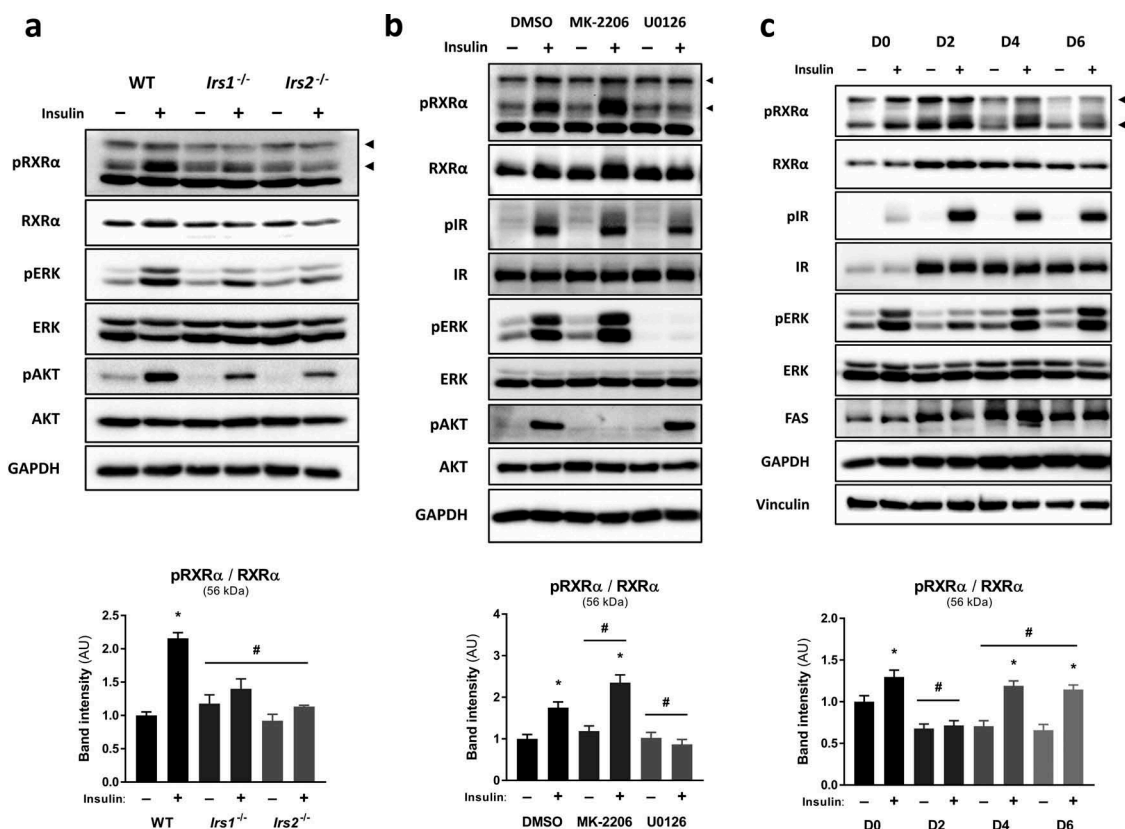 a
WT Irs1-/- Irs2-/-
Insulin – + – + – +
pRXRα
RXRα
pERK
ERK
pAKT
AKT
GAPDH
pRXRα / RXRα
(56 kDa)
Band intensity (AU)
2.5
2.0
1.5
1.0
0.5
0.0
*
#
Insulin: – + – + – +
WT Irs1-/- Irs2-/-
b
DMSO MK-2206 U0126
Insulin – + – + – +
pRXRα
RXRα
pIR
IR
pERK
ERK
pAKT
AKT
GAPDH
pRXRα / RXRα
(56 kDa)
Band intensity (AU)
4
3
2
1
0
*
#
*
#
Insulin: – + – + – +
DMSO MK-2206 U0126
c
D0 D2 D4 D6
Insulin – + – + – + – +
pRXRα
RXRα
pIR
IR
pERK
ERK
FAS
GAPDH
Vinculin
pRXRα / RXRα
(56 kDa)
Band intensity (AU)
2.0
1.5
1.0
0.5
0.0
*
#
#
* *
Insulin: – + – + – + – +
D0 D2 D4 D6